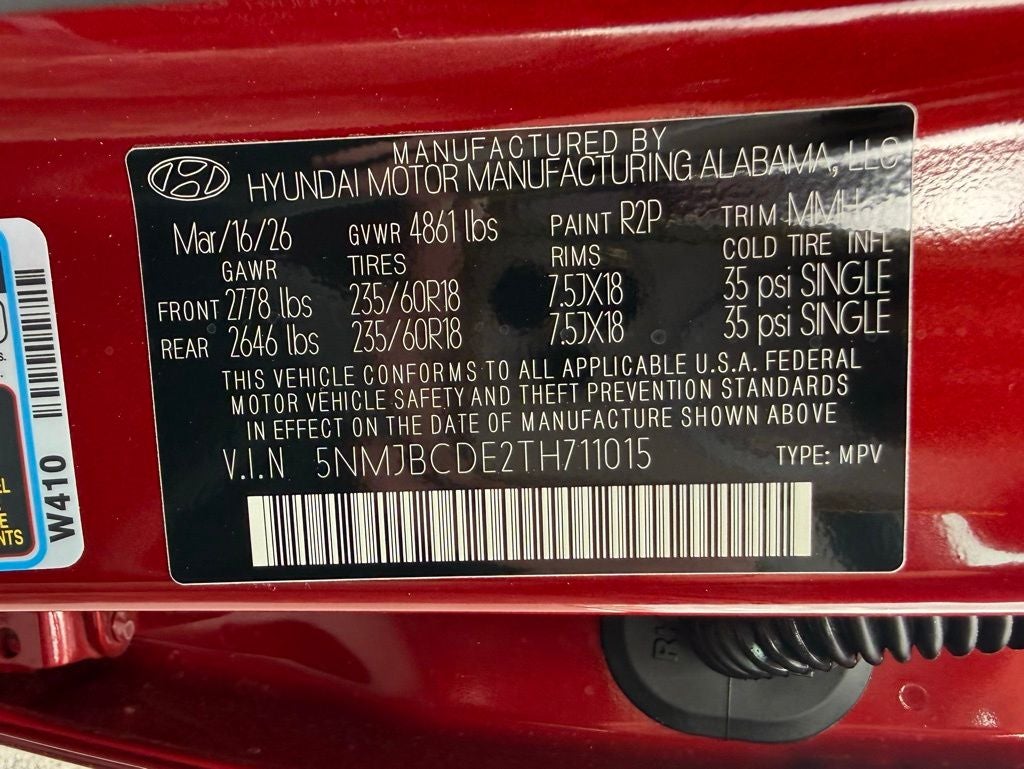 MANUFACTURED BY
HYUNDAI MOTOR MANUFACTURING ALABAMA, LLC
Mar/16/26 GVWR 4861 lbs PAINT R2P TRIM MMH
GAWR TIRES RIMS COLD TIRE INFL
FRONT 2778 lbs 235/60R18 7.5JX18 35 psi SINGLE
REAR 2646 lbs 235/60R18 7.5JX18 35 psi SINGLE
THIS VEHICLE CONFORMS TO ALL APPLICABLE U.S.A. FEDERAL
MOTOR VEHICLE SAFETY AND THEFT PREVENTION STANDARDS
IN EFFECT ON THE DATE OF MANUFACTURE SHOWN ABOVE
V.I.N 5NMJBCDE2TH711015 TYPE: MPV
W410